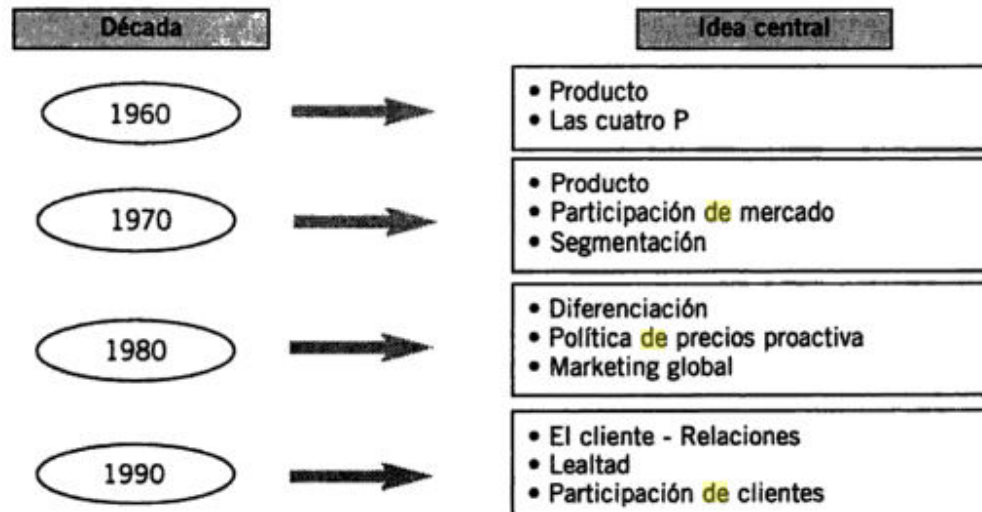 Década
Idea central
1960
• Producto
• Las cuatro P
1970
• Producto
• Participación de mercado
• Segmentación
1980
• Diferenciación
• Política de precios proactiva
• Marketing global
1990
• El cliente - Relaciones
• Lealtad
• Participación de clientes